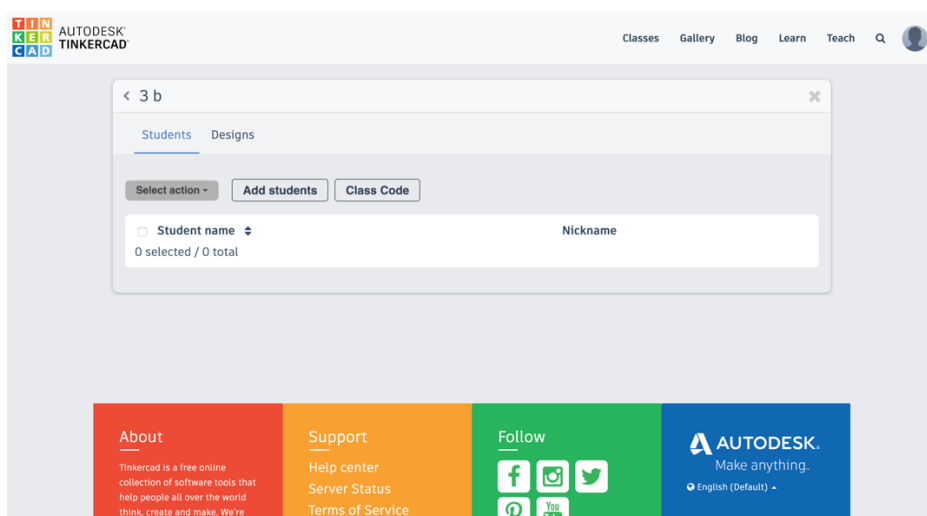 TIN
KER
CAD
AUTODESK
TINKERCAD
Classes Gallery Blog Learn Teach
3 b
Students Designs
Select action
Add students
Class Code
Student name Nickname
0 selected / 0 total
About
Tinkercad is a free online
collection of software tools that
help people all over the world
think, create and make. We're
Support
Help center
Server Status
Terms of Service
Follow
You
AUTODESK.
Make anything.
English (Default)